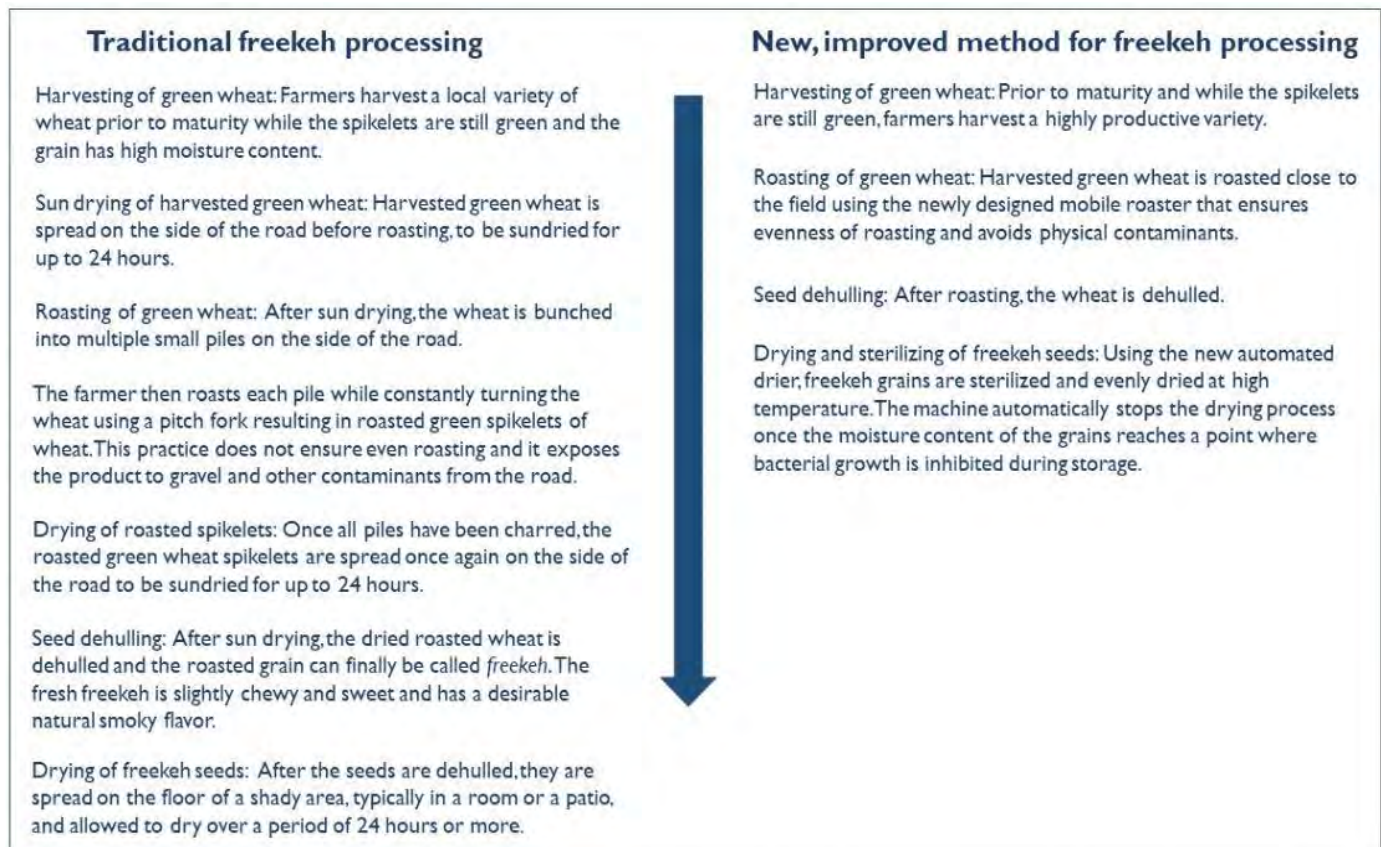 Traditional freekeh processing
Harvesting of green wheat: Farmers harvest a local variety of
wheat prior to maturity while the spikelets are still green and the
grain has high moisture content.
Sun drying of harvested green wheat: Harvested green wheat is
spread on the side of the road before roasting, to be sundried for
up to 24 hours.
Roasting of green wheat: After sun drying, the wheat is bunched
into multiple small piles on the side of the road.
The farmer then roasts each pile while constantly turning the
wheat using a pitch fork resulting in roasted green spikelets of
wheat. This practice does not ensure even roasting and it exposes
the product to gravel and other contaminants from the road.
Drying of roasted spikelets: Once all piles have been charred, the
roasted green wheat spikelets are spread once again on the side of
the road to be sundried for up to 24 hours.
Seed dehulling: After sun drying, the dried roasted wheat is
dehulled and the roasted grain can finally be called freekeh. The
fresh freekeh is slightly chewy and sweet and has a desirable
natural smoky flavor.
Drying of freekeh seeds: After the seeds are dehulled, they are
spread on the floor of a shady area, typically in a room or a patio,
and allowed to dry over a period of 24 hours or more.
New, improved method for freekeh processing
Harvesting of green wheat: Prior to maturity and while the spikelets
are still green, farmers harvest a highly productive variety.
Roasting of green wheat: Harvested green wheat is roasted close to
the field using the newly designed mobile roaster that ensures
evenness of roasting and avoids physical contaminants.
Seed dehulling: After roasting, the wheat is dehulled.
Drying and sterilizing of freekeh seeds: Using the new automated
drier, freekeh grains are sterilized and evenly dried at high
temperature. The machine automatically stops the drying process
once the moisture content of the grains reaches a point where
bacterial growth is inhibited during storage.